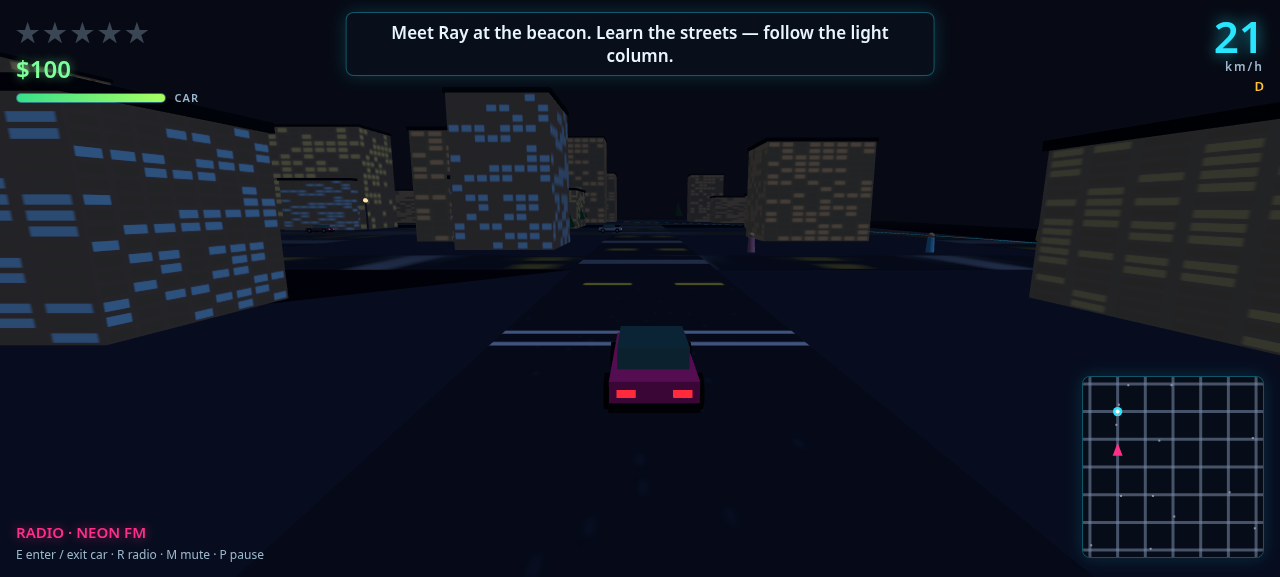 Meet Ray at the beacon. Learn the streets — follow the light
column.
$100
CAR
21
km/h
D
RADIO · NEON FM
E enter / exit car · R radio · M mute · P pause